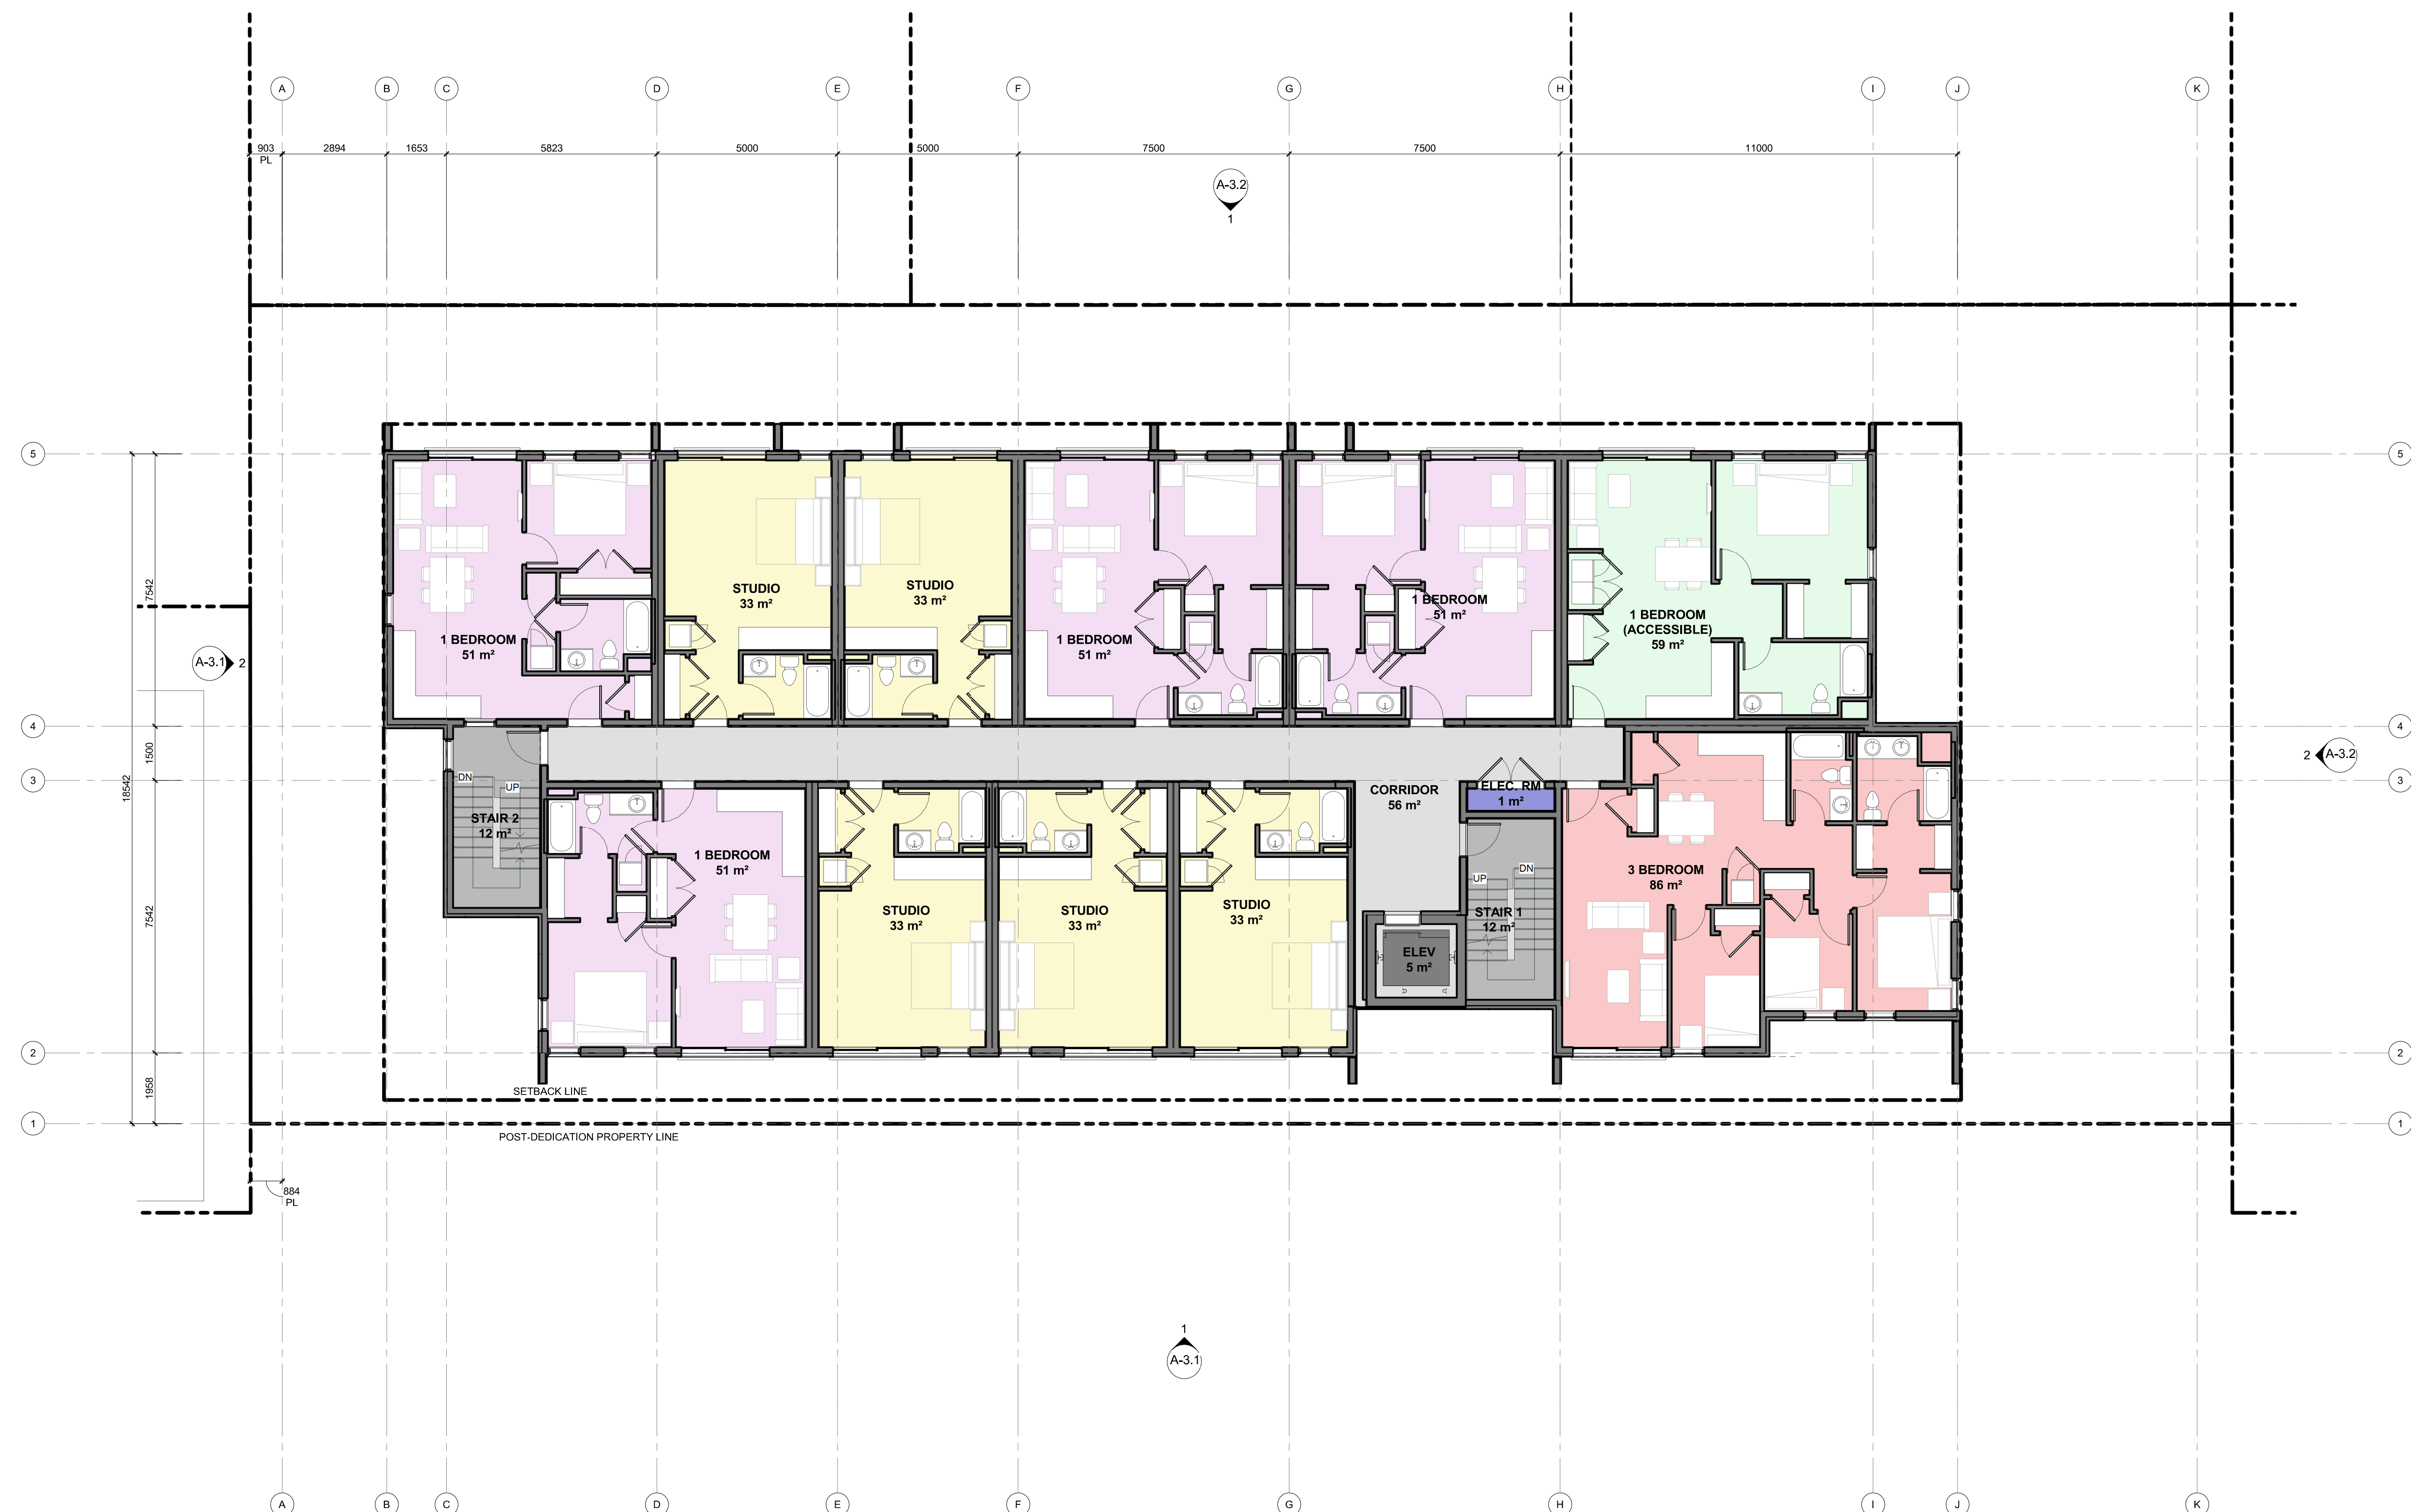 A B C D E F G H I J K
903 2894 1653 5823 5000 5000 7500 7500 11000
PL
A-3.2
1
5 5
7542
STUDIO
33 m²
STUDIO
33 m²
1 BEDROOM
51 m²
1 BEDROOM
51 m²
1 BEDROOM
51 m²
1 BEDROOM
(ACCESSIBLE)
59 m²
A-3.1 2
4 4
1500
2 A-3.2
3 3
18542
DN
UP
STAIR 2
12 m²
CORRIDOR
56 m²
ELEC. RM
1 m²
1 BEDROOM
51 m²
3 BEDROOM
86 m²
DN
UP
STUDIO
33 m²
STUDIO
33 m²
STUDIO
33 m²
STAIR 1
12 m²
7542
ELEV
5 m²
2 2
1958
SETBACK LINE
1 1
POST-DEDICATION PROPERTY LINE
884
PL
1
A-3.1
A B C D E F G H I J K